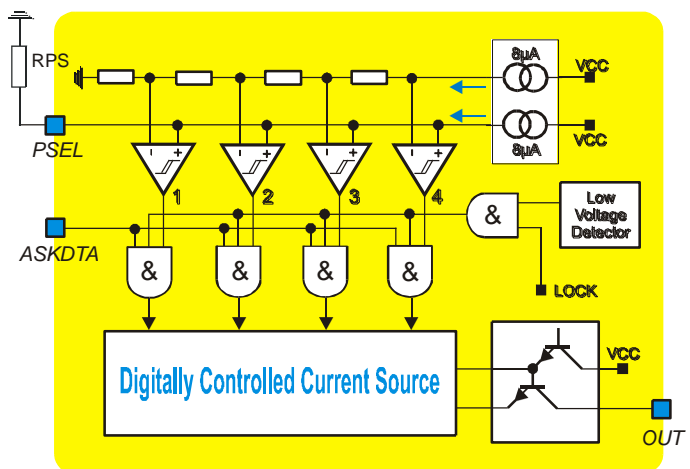 RPS
8µA
VCC
PSEL
8µA
VCC
- + - + - + - +
1 2 3 4
ASKDTA
&
Low
Voltage
Detector
& & & &
LOCK
Digitally Controlled Current Source
VCC
OUT